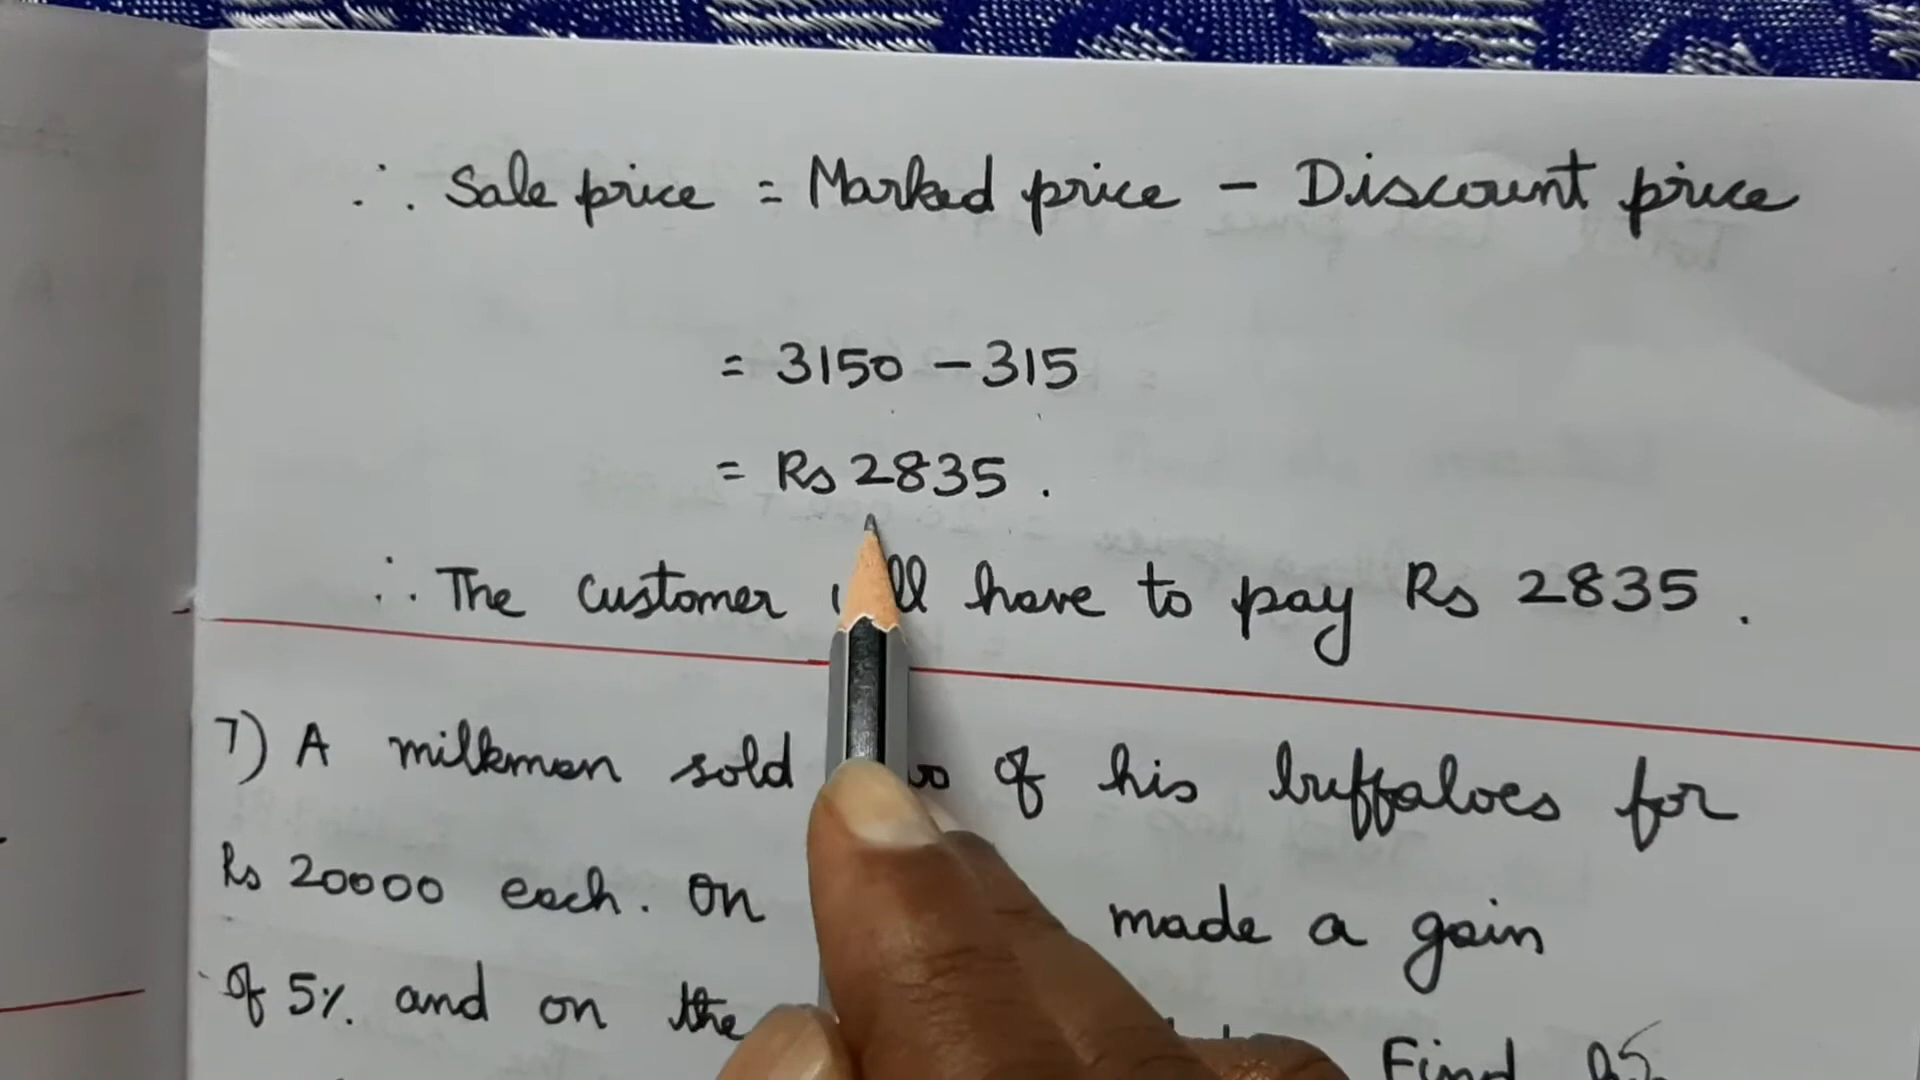 ∴ Sale price = Marked price - Discount price
= 3150 - 315
= Rs 2835.
∴ The customer have to pay Rs 2835.
7) A milkman sold of his buffaloes for
Rs 20000 each. On made a gain
of 5% and on the Find